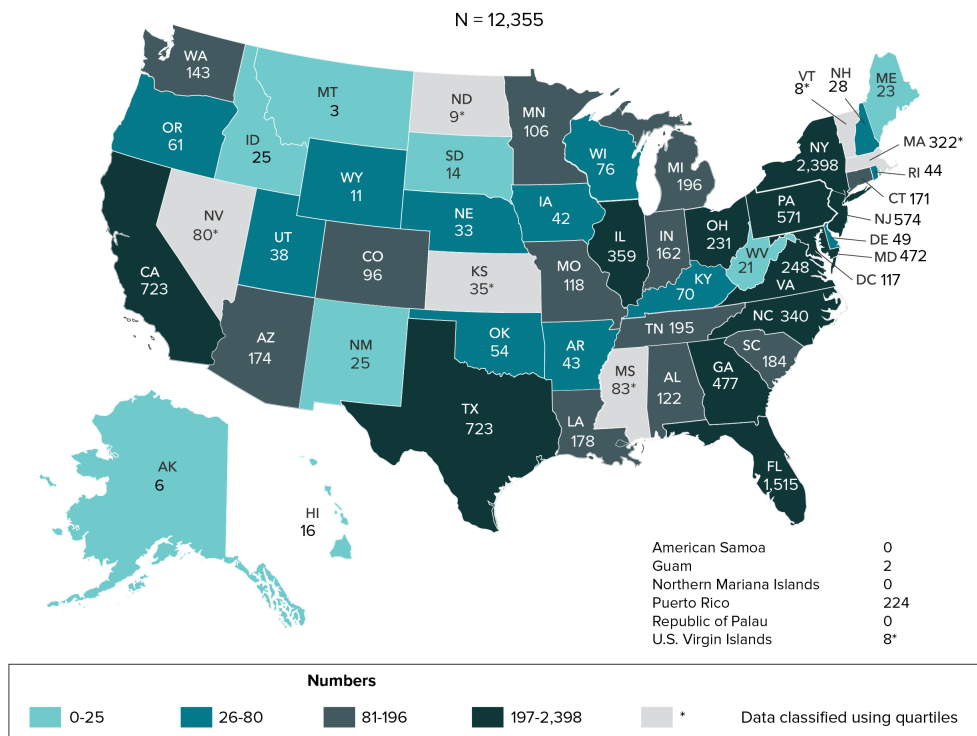 N = 12,355
WA
143
MT
3
ND
9*
MN
106
VT
8*
NH
28
ME
23
OR
61
ID
25
SD
14
WI
76
MI
196
NY
2,398
MA 322*
RI 44
CT 171
WY
11
IA
42
NE
33
PA
571
NJ 574
NV
80*
UT
38
CO
96
KS
35*
IL
359
IN
162
OH
231
WV
21
DE 49
MD 472
DC 117
248
VA
CA
723
MO
118
KY
70
NC 340
TN 195
AZ
174
NM
25
OK
54
AR
43
SC
184
MS
83*
AL
122
GA
477
TX
723
LA
178
FL
1,515
AK
6
HI
16
American Samoa 0
Guam 2
Northern Mariana Islands 0
Puerto Rico 224
Republic of Palau 0
U.S. Virgin Islands 8*
Numbers
0-25 26-80 81-196 197-2,398 * Data classified using quartiles